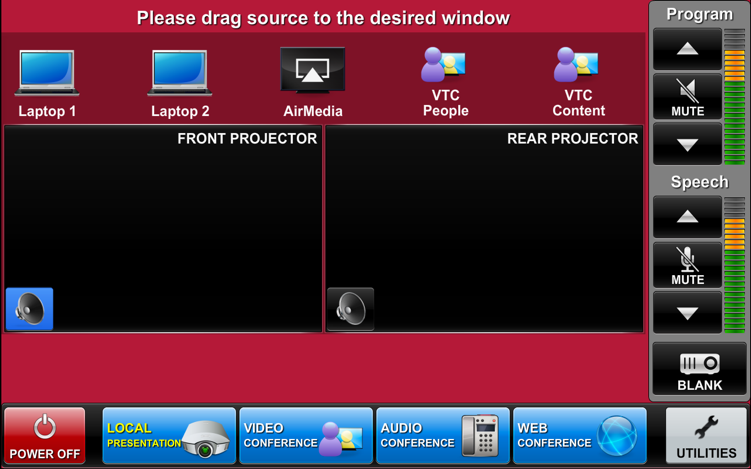 Please drag source to the desired window
Program
Laptop 1
Laptop 2
AirMedia
VTC
People
VTC
Content
MUTE
FRONT PROJECTOR
REAR PROJECTOR
Speech
MUTE
BLANK
POWER OFF
LOCAL
PRESENTATION
VIDEO
CONFERENCE
AUDIO
CONFERENCE
WEB
CONFERENCE
UTILITIES